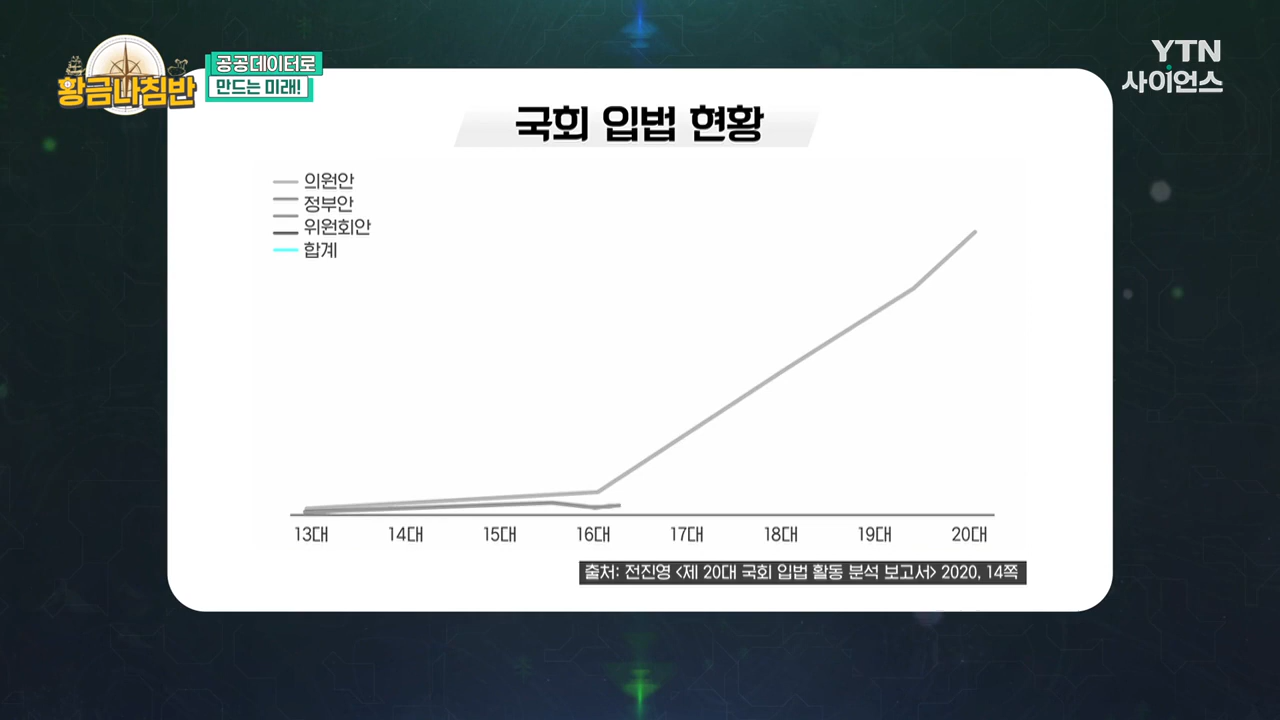 황금나침반
공공데이터로
만드는 미래!
YTN
사이언스
국회 입법 현황
의원안
정부안
위원회안
합계
13대 14대 15대 16대 17대 18대 19대 20대
출처: 전진영 <제 20대 국회 입법 활동 분석 보고서> 2020, 14쪽